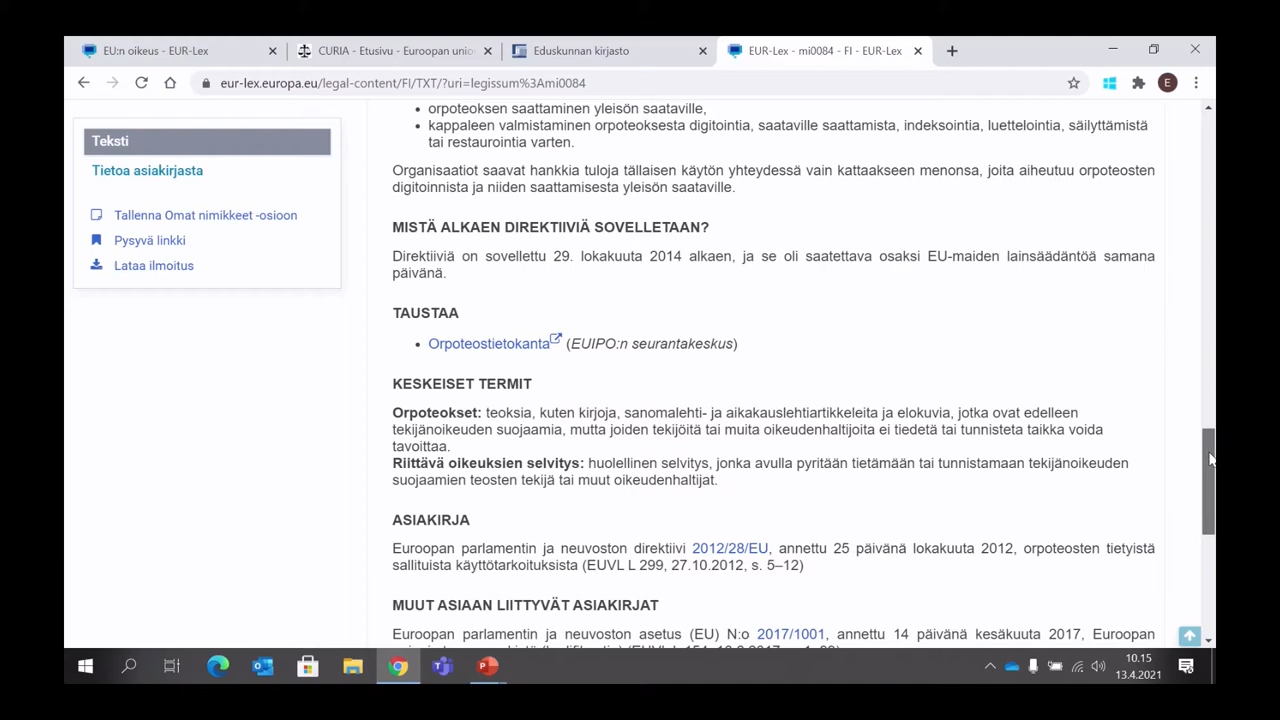 EU:n oikeus - EUR-Lex
CURIA - Etusivu - Euroopan unio
Eduskunnan kirjasto
EUR-Lex - mi0084 - FI - EUR-Lex
eur-lex.europa.eu/legal-content/FI/TXT/?uri=legissum%3Ami0084
E
Teksti
Tietoa asiakirjasta
Tallenna Omat nimikkeet -osioon
Pysyvä linkki
Lataa ilmoitus
• orpoteoksen saattaminen yleisön saataville,
• kappaleen valmistaminen orpoteoksesta digitointia, saataville saattamista, indeksointia, luettelointia, säilyttämistä
tai restaurointia varten.
Organisaatiot saavat hankkia tuloja tällaisen käytön yhteydessä vain kattaakseen menonsa, joita aiheutuu orpoteosten
digitoinnista ja niiden saattamisesta yleisön saataville.
MISTÄ ALKAEN DIREKTIIVIÄ SOVELLETAAN?
Direktiiviä on sovellettu 29. lokakuuta 2014 alkaen, ja se oli saatettava osaksi EU-maiden lainsäädäntöä samana
päivänä.
TAUSTAA
• Orpoteostietokanta (EUIPO:n seurantakeskus)
KESKEISET TERMIT
Orpoteokset: teoksia, kuten kirjoja, sanomalehti- ja aikakauslehtiartikkeleita ja elokuvia, jotka ovat edelleen
tekijänoikeuden suojaamia, mutta joiden tekijöitä tai muita oikeudenhaltijoita ei tiedetä tai tunnisteta taikka voida
tavoittaa.
Riittävä oikeuksien selvitys: huolellinen selvitys, jonka avulla pyritään tietämään tai tunnistamaan tekijänoikeuden
suojaamien teosten tekijä tai muut oikeudenhaltijat.
ASIAKIRJA
Euroopan parlamentin ja neuvoston direktiivi 2012/28/EU, annettu 25 päivänä lokakuuta 2012, orpoteosten tietyistä
sallituista käyttötarkoituksista (EUVL L 299, 27.10.2012, s. 5–12)
MUUT ASIAAN LIITTYVÄT ASIAKIRJAT
Euroopan parlamentin ja neuvoston asetus (EU) N:o 2017/1001, annettu 14 päivänä kesäkuuta 2017, Euroopan
10.15
13.4.2021